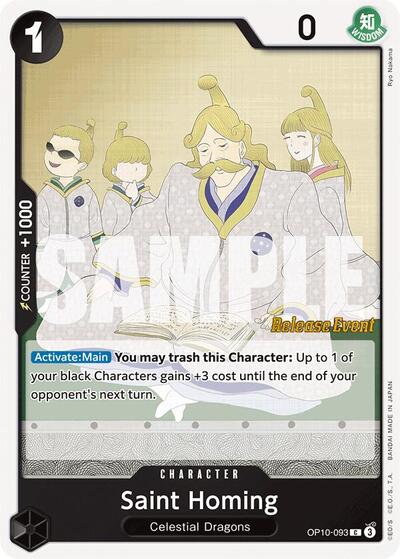 1
0
知
WISDOM
Ryo Nakama
COUNTER +1000
SAMPLE
Release Event
Activate:Main You may trash this Character: Up to 1 of
your black Characters gains +3 cost until the end of your
opponent's next turn.
CHARACTER
Saint Homing
Celestial Dragons
OP10-093 C 3
©E.O./S. ©E.O./S., T.A. BANDAI MADE IN JAPAN